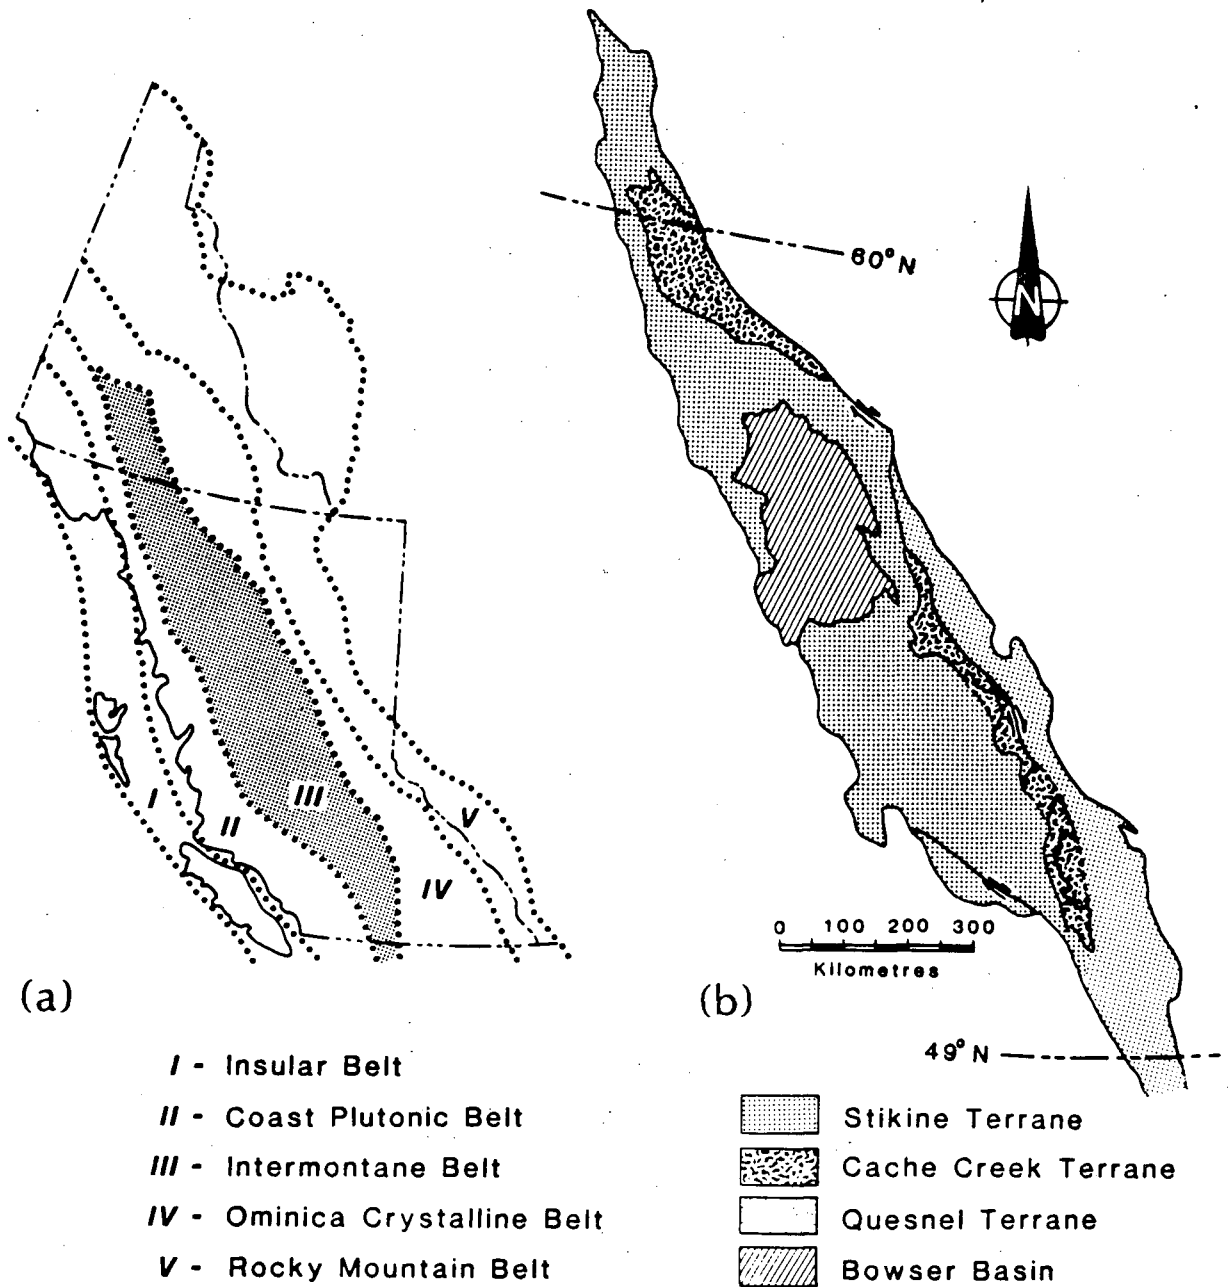 60° N
N
I
II
III
IV
V
0 100 200 300
Kilometres
(a)
(b)
49° N
I - Insular Belt
II - Coast Plutonic Belt
III - Intermontane Belt
IV - Ominica Crystalline Belt
V - Rocky Mountain Belt
Stikine Terrane
Cache Creek Terrane
Quesnel Terrane
Bowser Basin